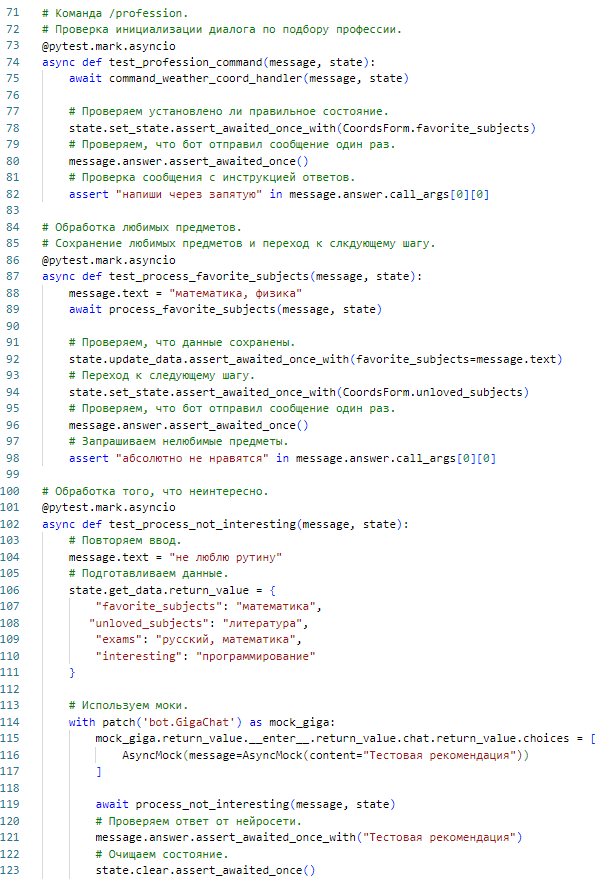 71 # Команда /profession.
72 # Проверка инициализации диалога по подбору профессии.
73 @pytest.mark.asyncio
74 async def test_profession_command(message, state):
75     await command_weather_coord_handler(message, state)
76
77     # Проверяем установлено ли правильное состояние.
78     state.set_state.assert_awaited_once_with(CoordsForm.favorite_subjects)
79     # Проверяем, что бот отправил сообщение один раз.
80     message.answer.assert_awaited_once()
81     # Проверка сообщения с инструкцией ответов.
82     assert "напиши через запятую" in message.answer.call_args[0][0]
83
84 # Обработка любимых предметов.
85 # Сохранение любимых предметов и переход к слкдующему шагу.
86 @pytest.mark.asyncio
87 async def test_process_favorite_subjects(message, state):
88     message.text = "математика, физика"
89     await process_favorite_subjects(message, state)
90
91     # Проверяем, что данные сохранены.
92     state.update_data.assert_awaited_once_with(favorite_subjects=message.text)
93     # Переход к следующему шагу.
94     state.set_state.assert_awaited_once_with(CoordsForm.unloved_subjects)
95     # Проверяем, что бот отправил сообщение один раз.
96     message.answer.assert_awaited_once()
97     # Запрашиваем нелюбимые предметы.
98     assert "абсолютно не нравятся" in message.answer.call_args[0][0]
99
100 # Обработка того, что неинтересно.
101 @pytest.mark.asyncio
102 async def test_process_not_interesting(message, state):
103     # Повторяем ввод.
104     message.text = "не люблю рутину"
105     # Подготавливаем данные.
106     state.get_data.return_value = {
107         "favorite_subjects": "математика",
108        "unloved_subjects": "литература",
109         "exams": "русский, математика",
110         "interesting": "программирование"
111     }
112
113     # Используем моки.
114     with patch('bot.GigaChat') as mock_giga:
115         mock_giga.return_value.__enter__.return_value.chat.return_value.choices = [
116             AsyncMock(message=AsyncMock(content="Тестовая рекомендация"))
117         ]
118
119         await process_not_interesting(message, state)
120         # Проверяем ответ от нейросети.
121         message.answer.assert_awaited_once_with("Тестовая рекомендация")
122         # Очищаем состояние.
123         state.clear.assert_awaited_once()